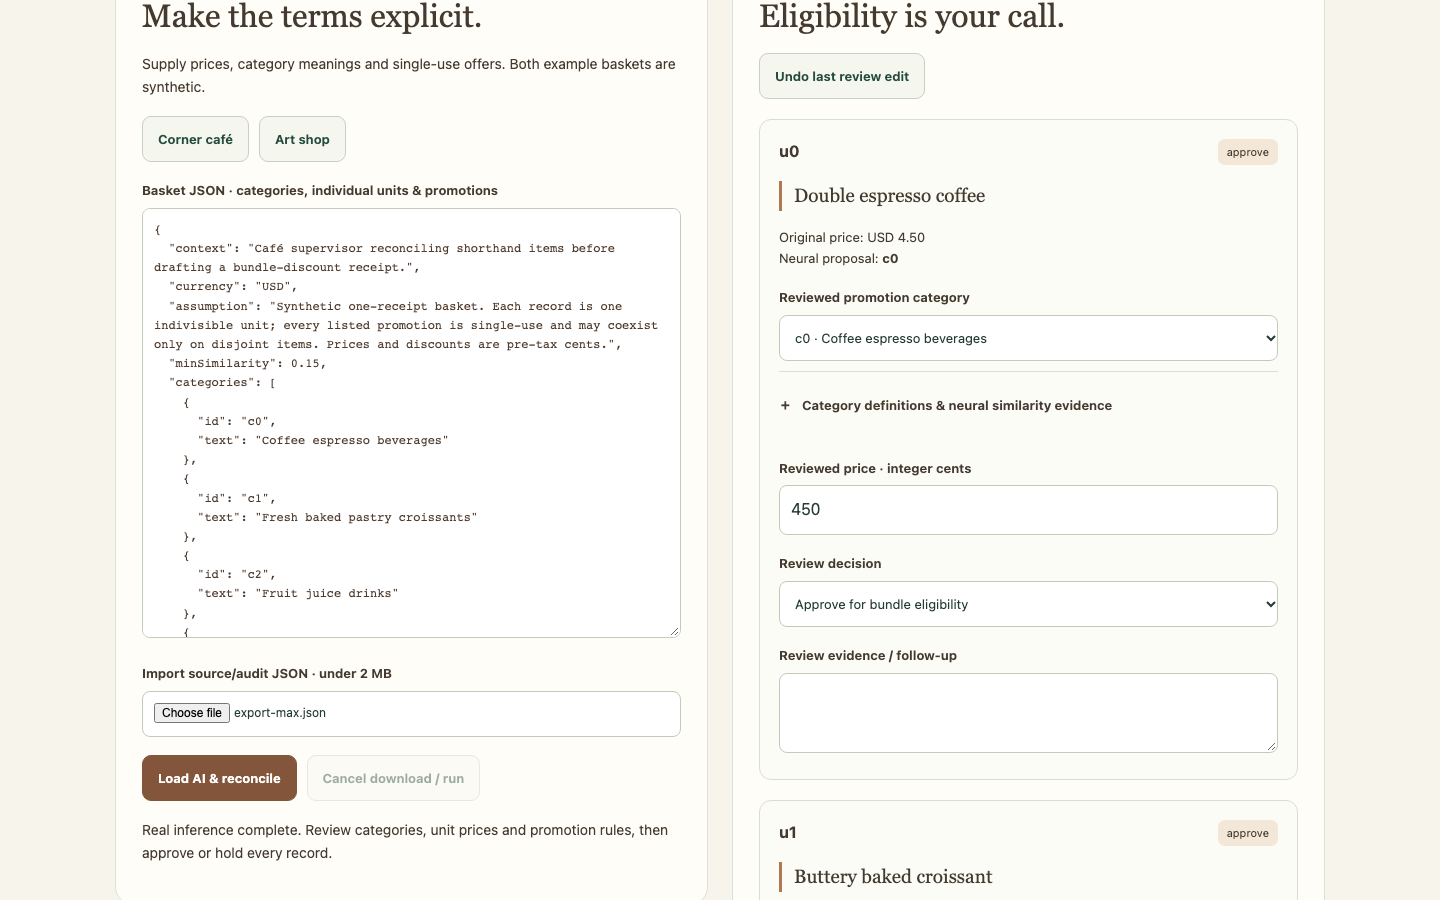 Make the terms explicit.
Supply prices, category meanings and single-use offers. Both example baskets are
synthetic.
Corner café
Art shop
Basket JSON · categories, individual units & promotions
{
  "context": "Café supervisor reconciling shorthand items before
drafting a bundle-discount receipt.",
  "currency": "USD",
  "assumption": "Synthetic one-receipt basket. Each record is one
indivisible unit; every listed promotion is single-use and may coexist
only on disjoint items. Prices and discounts are pre-tax cents.",
  "minSimilarity": 0.15,
  "categories": [
    {
      "id": "c0",
      "text": "Coffee espresso beverages"
    },
    {
      "id": "c1",
      "text": "Fresh baked pastry croissants"
    },
    {
      "id": "c2",
      "text": "Fruit juice drinks"
    },
    {
Import source/audit JSON · under 2 MB
Choose file export-max.json
Load AI & reconcile
Cancel download / run
Real inference complete. Review categories, unit prices and promotion rules, then
approve or hold every record.
Eligibility is your call.
Undo last review edit
u0
approve
Double espresso coffee
Original price: USD 4.50
Neural proposal: c0
Reviewed promotion category
c0 · Coffee espresso beverages
+ Category definitions & neural similarity evidence
Reviewed price · integer cents
450
Review decision
Approve for bundle eligibility
Review evidence / follow-up
u1
approve
Buttery baked croissant